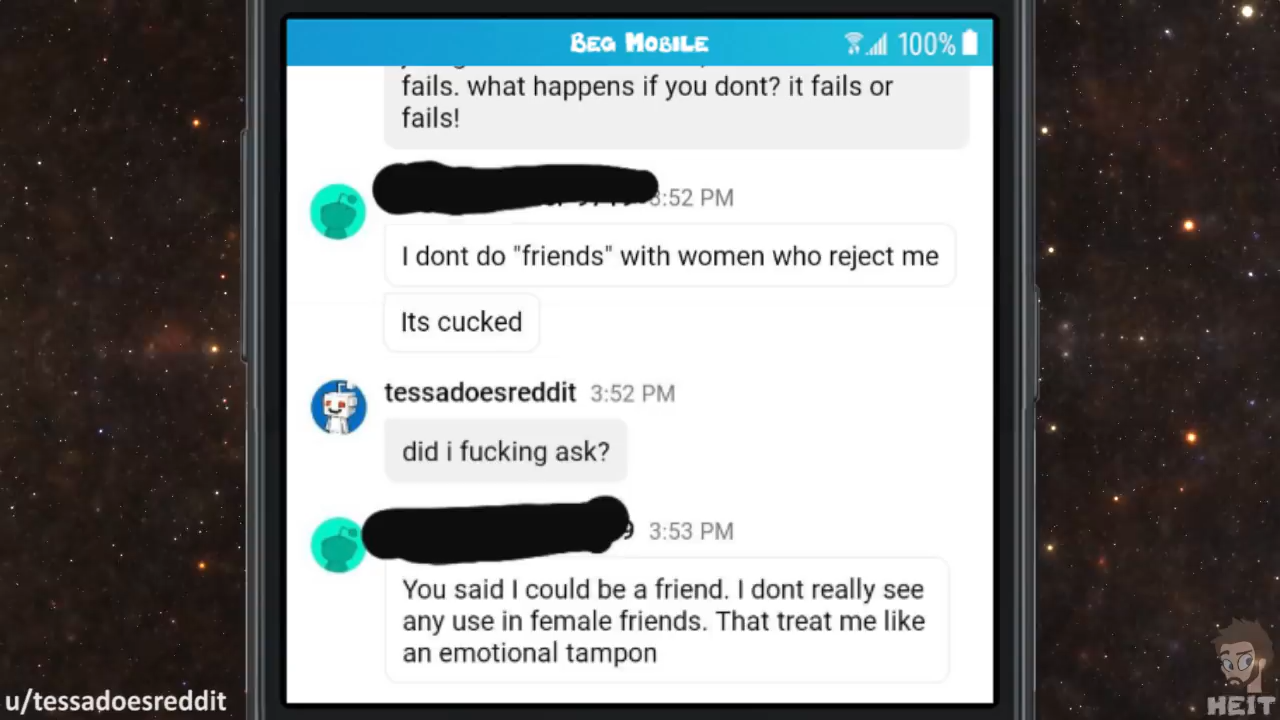 Beg Mobile
100%
fails. what happens if you dont? it fails or
fails!
3:52 PM
I dont do "friends" with women who reject me
Its cucked
tessadoesreddit 3:52 PM
did i fucking ask?
9 3:53 PM
You said I could be a friend. I dont really see
any use in female friends. That treat me like
an emotional tampon
u/tessadoesreddit
HEIT